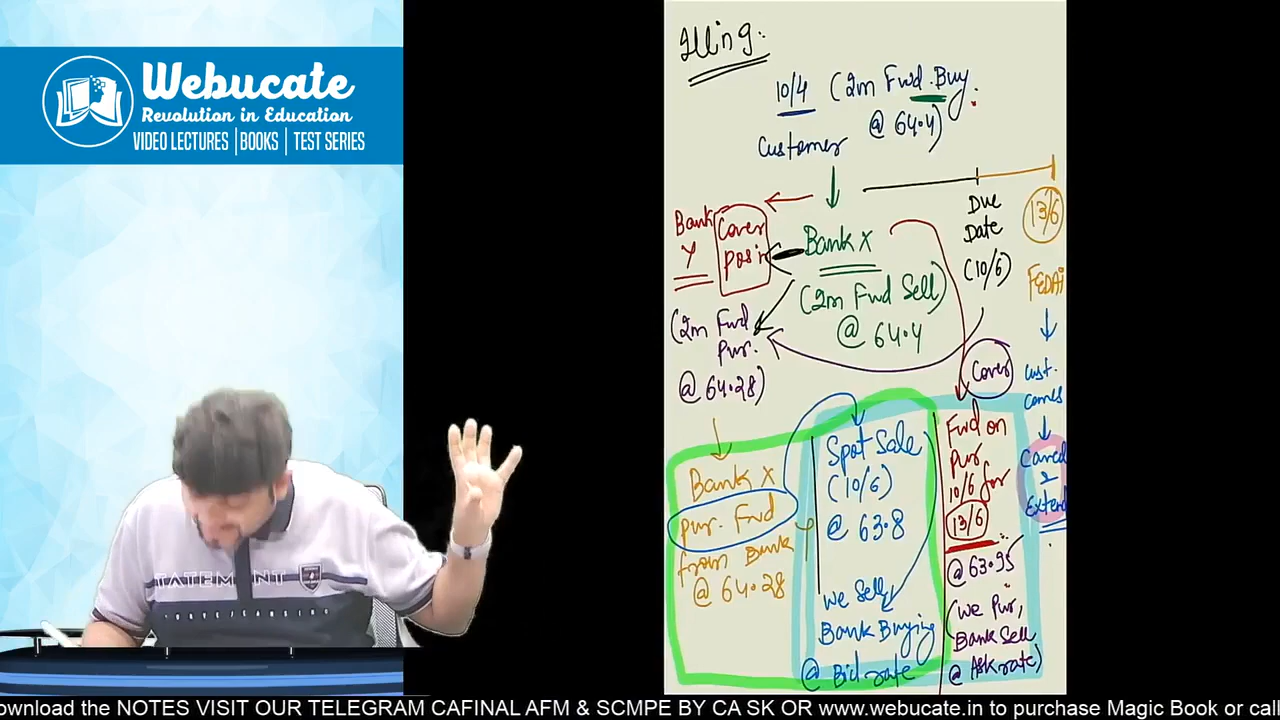 Webucate
Revolution in Education
VIDEO LECTURES | BOOKS | TEST SERIES
Illing:
10/4 (2m Fwd Buy
@ 64.4)
Customer
Bank X
(2m Fwd Sell)
@ 64.4
Bank
Y
Cover
posn
(2m Fwd
Pur.
@ 64.28)
Due
Date
(10/6)
13/6
FEDAI
Cust.
comes
Cancel
&
Extend
Cover
Bank X
pur. Fwd
from Bank Y
@ 64.28
Spot Sale
(10/6)
@ 63.8
We Sell,
Bank Buying
@ Bid rate
Fwd on
pur
10/6 for
13/6
@ 63.95
(We Pur,
Bank Sell
@ Ask rate)
TATEMENT
ownload the NOTES VISIT OUR TELEGRAM CAFINAL AFM & SCMPE BY CA SK OR www.webucate.in to purchase Magic Book or call